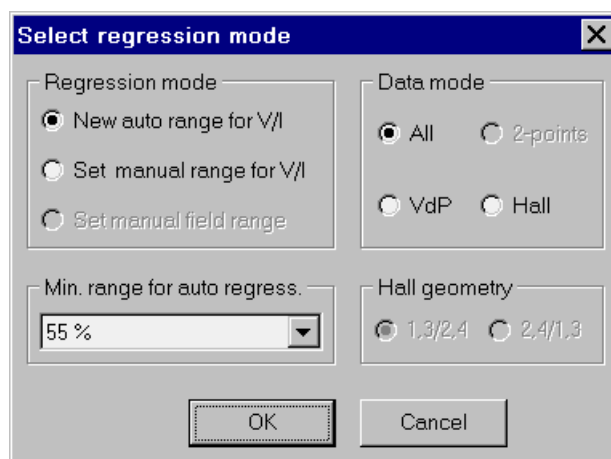 Select regression mode
Regression mode
New auto range for V/I
Set manual range for V/I
Set manual field range
Data mode
All
2-points
VdP
Hall
Min. range for auto regress.
55 %
Hall geometry
1,3/2,4
2,4/1,3
OK
Cancel